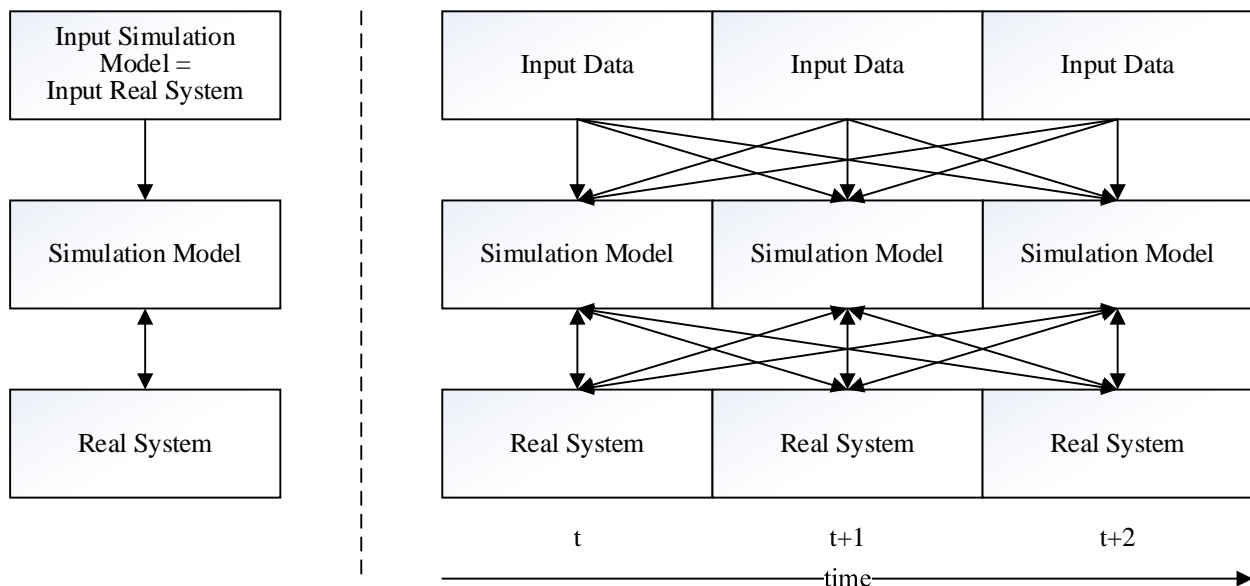 Input Simulation
Model =
Input Real System
Simulation Model
Real System
Input Data
Input Data
Input Data
Simulation Model
Simulation Model
Simulation Model
Real System
Real System
Real System
t
t+1
t+2
time